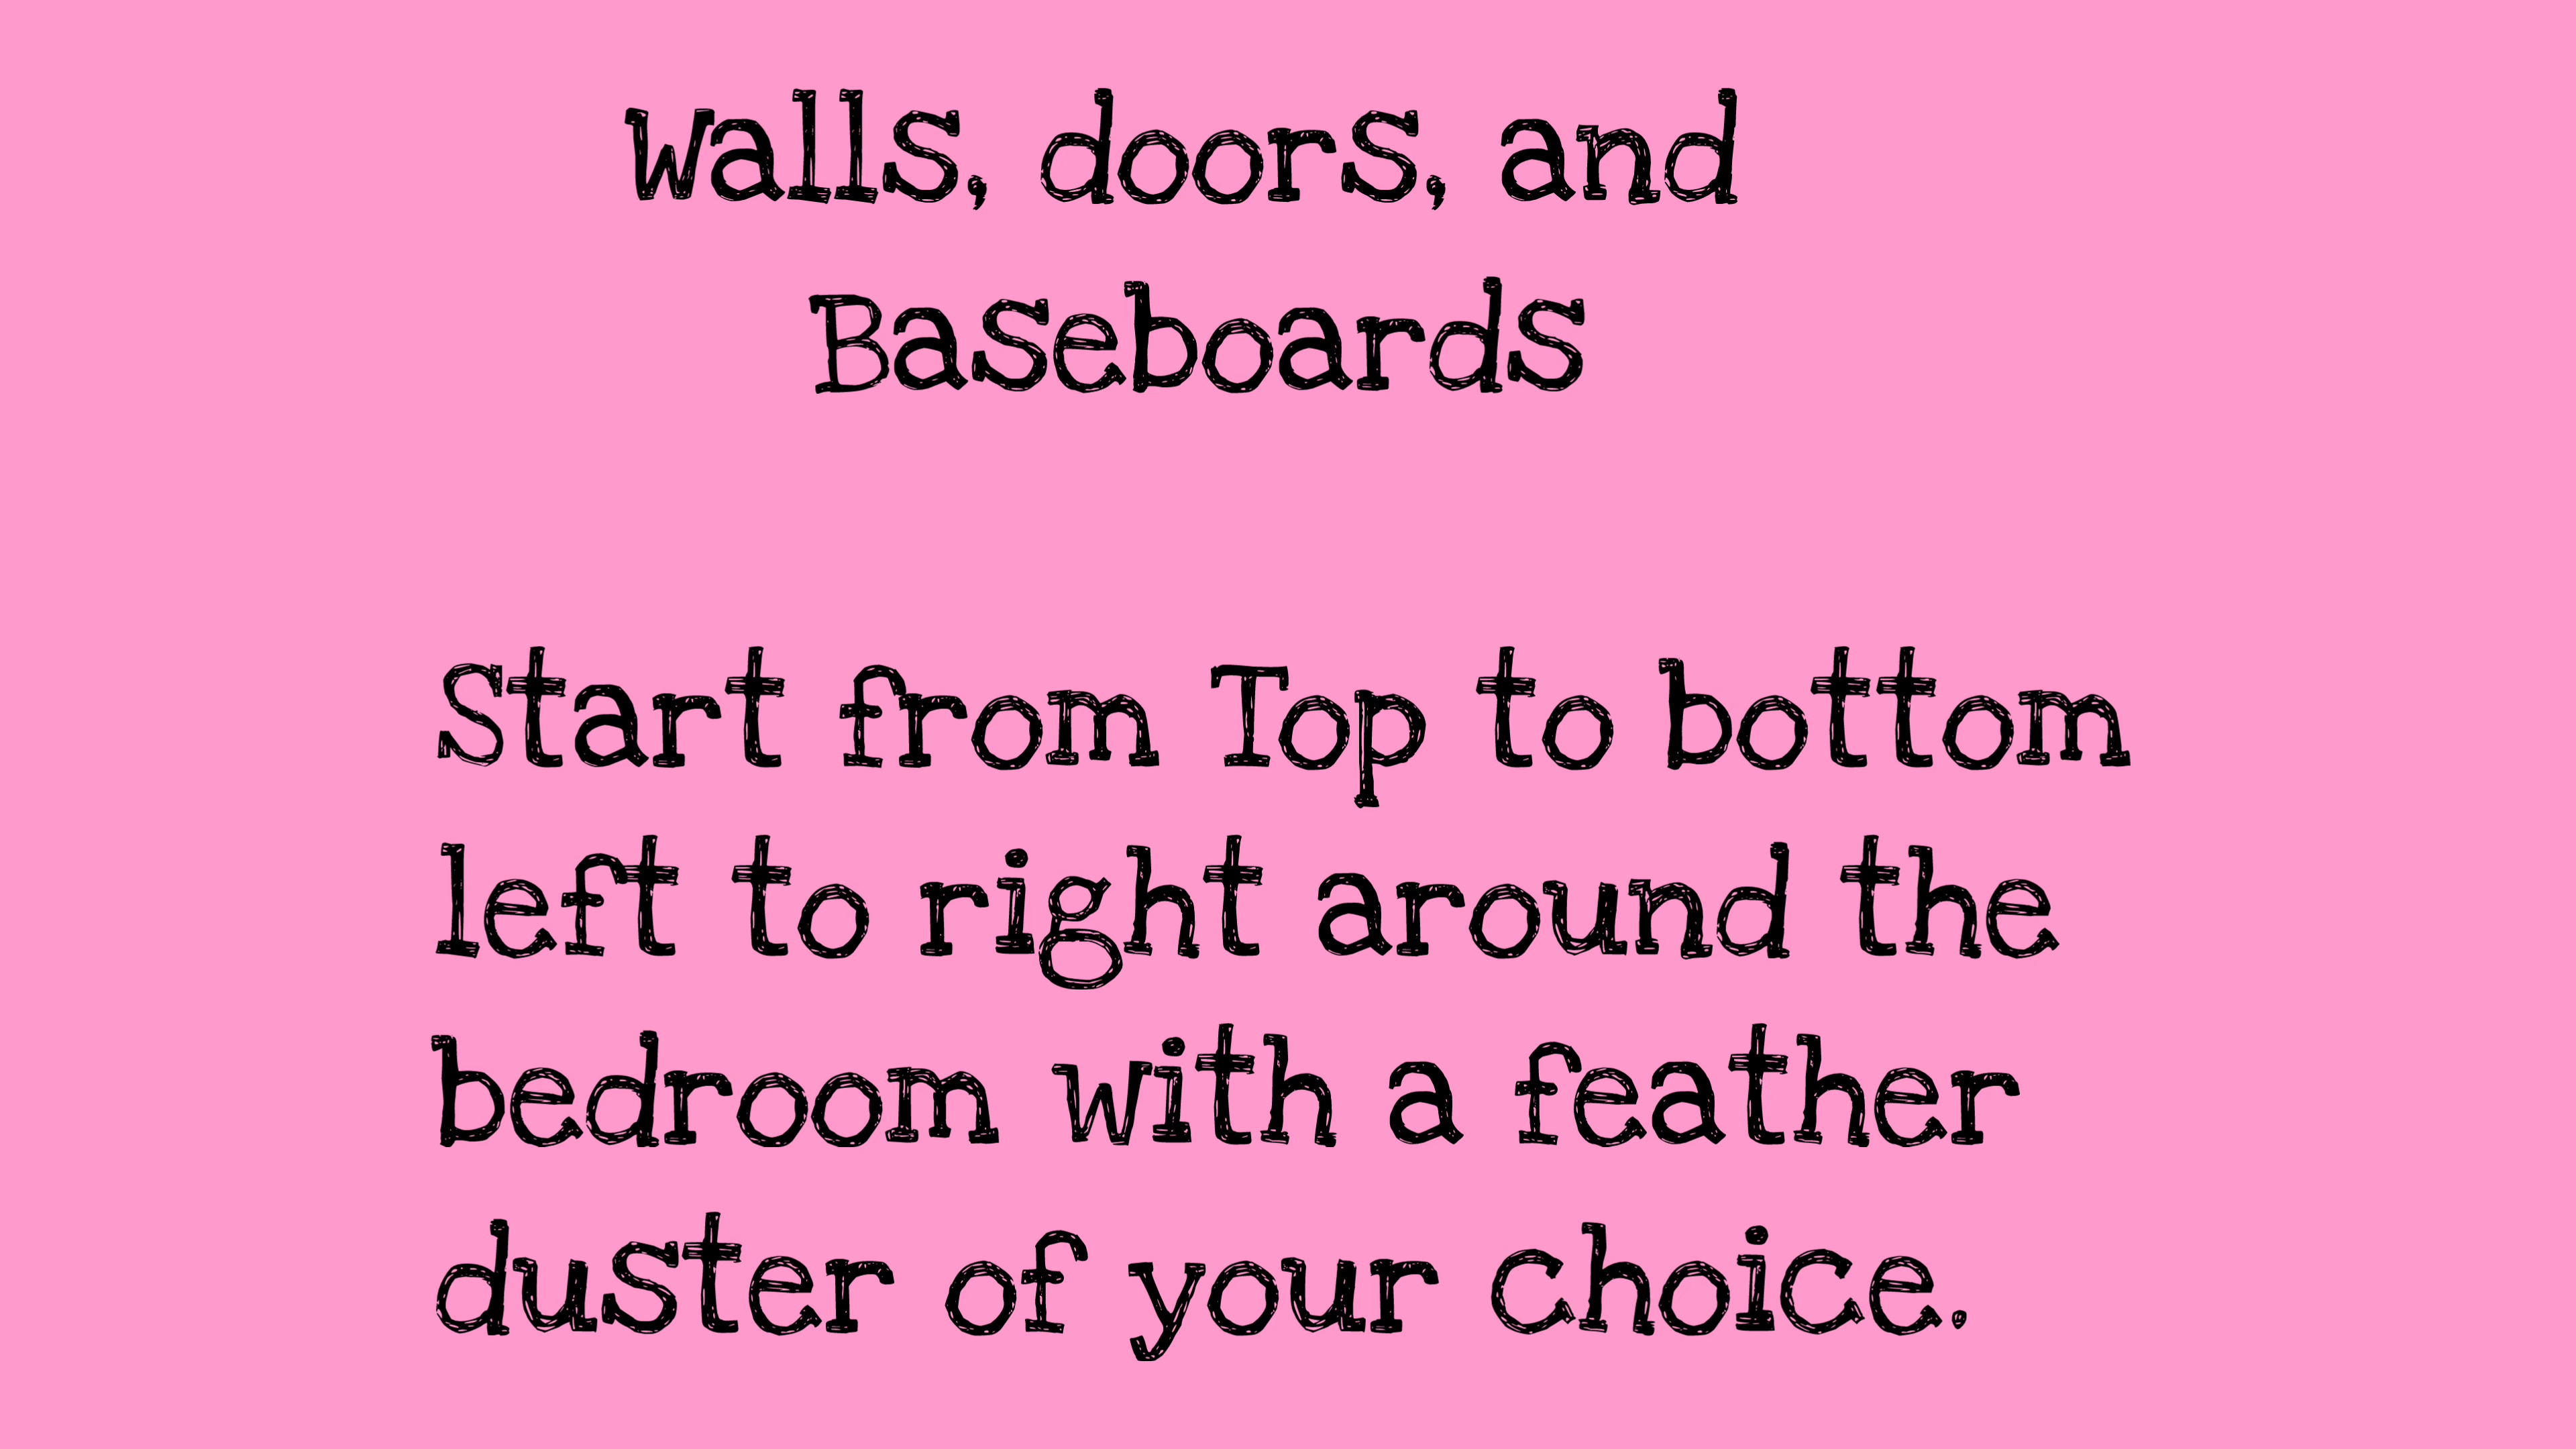 Walls, doors, and
Baseboards
Start from Top to bottom
left to right around the
bedroom with a feather
duster of your choice.